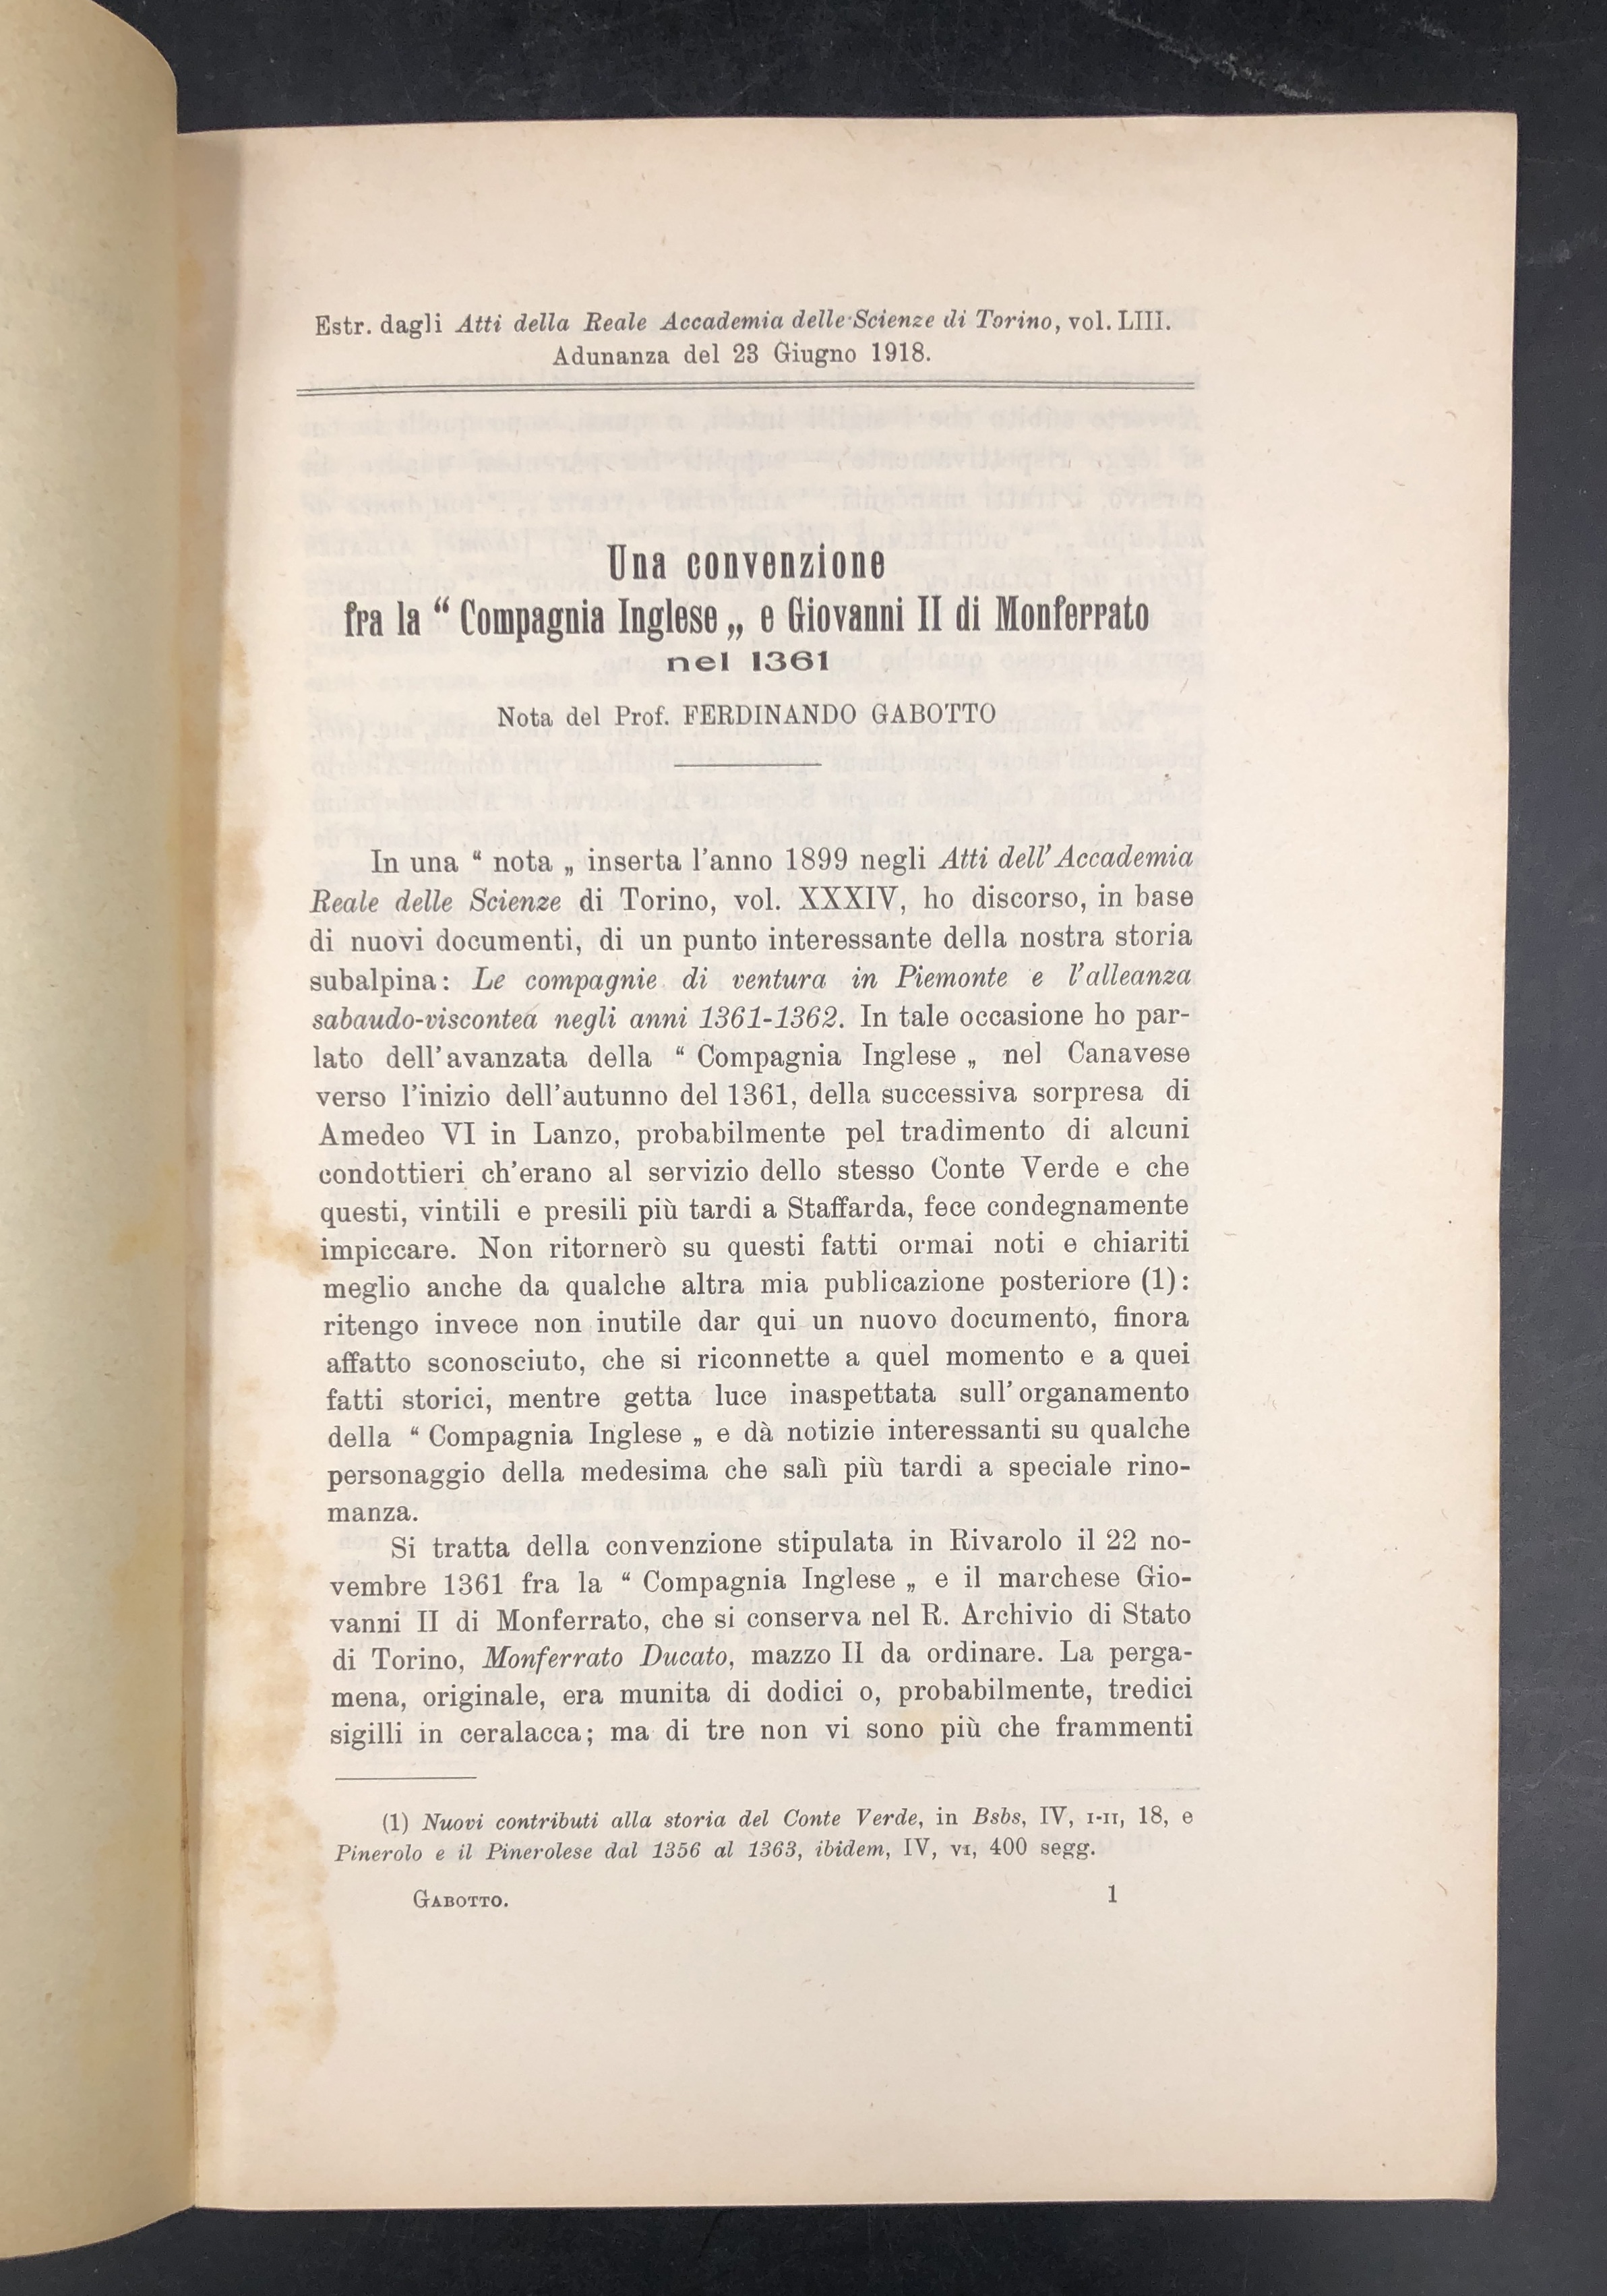 Estr. dagli Atti della Reale Accademia delle Scienze di Torino, vol. LIII.
Adunanza del 23 Giugno 1918.
Una convenzione
fra la “ Compagnia Inglese „ e Giovanni II di Monferrato
nel 1361
Nota del Prof. FERDINANDO GABOTTO
In una “ nota „ inserta l'anno 1899 negli Atti dell'Accademia
Reale delle Scienze di Torino, vol. XXXIV, ho discorso, in base
di nuovi documenti, di un punto interessante della nostra storia
subalpina: Le compagnie di ventura in Piemonte e l'alleanza
sabaudo-viscontea negli anni 1361-1362. In tale occasione ho par-
lato dell'avanzata della “ Compagnia Inglese „ nel Canavese
verso l'inizio dell'autunno del 1361, della successiva sorpresa di
Amedeo VI in Lanzo, probabilmente pel tradimento di alcuni
condottieri ch'erano al servizio dello stesso Conte Verde e che
questi, vintili e presili più tardi a Staffarda, fece condegnamente
impiccare. Non ritornerò su questi fatti ormai noti e chiariti
meglio anche da qualche altra mia publicazione posteriore (1):
ritengo invece non inutile dar qui un nuovo documento, finora
affatto sconosciuto, che si riconnette a quel momento e a quei
fatti storici, mentre getta luce inaspettata sull'organamento
della “ Compagnia Inglese „ e dà notizie interessanti su qualche
personaggio della medesima che salì più tardi a speciale rino-
manza.
Si tratta della convenzione stipulata in Rivarolo il 22 no-
vembre 1361 fra la “ Compagnia Inglese „ e il marchese Gio-
vanni II di Monferrato, che si conserva nel R. Archivio di Stato
di Torino, Monferrato Ducato, mazzo II da ordinare. La perga-
mena, originale, era munita di dodici o, probabilmente, tredici
sigilli in ceralacca; ma di tre non vi sono più che frammenti
(1) Nuovi contributi alla storia del Conte Verde, in Bsbs, IV, I-II, 18, e
Pinerolo e il Pinerolese dal 1356 al 1363, ibidem, IV, VI, 400 segg.
GABOTTO. 1